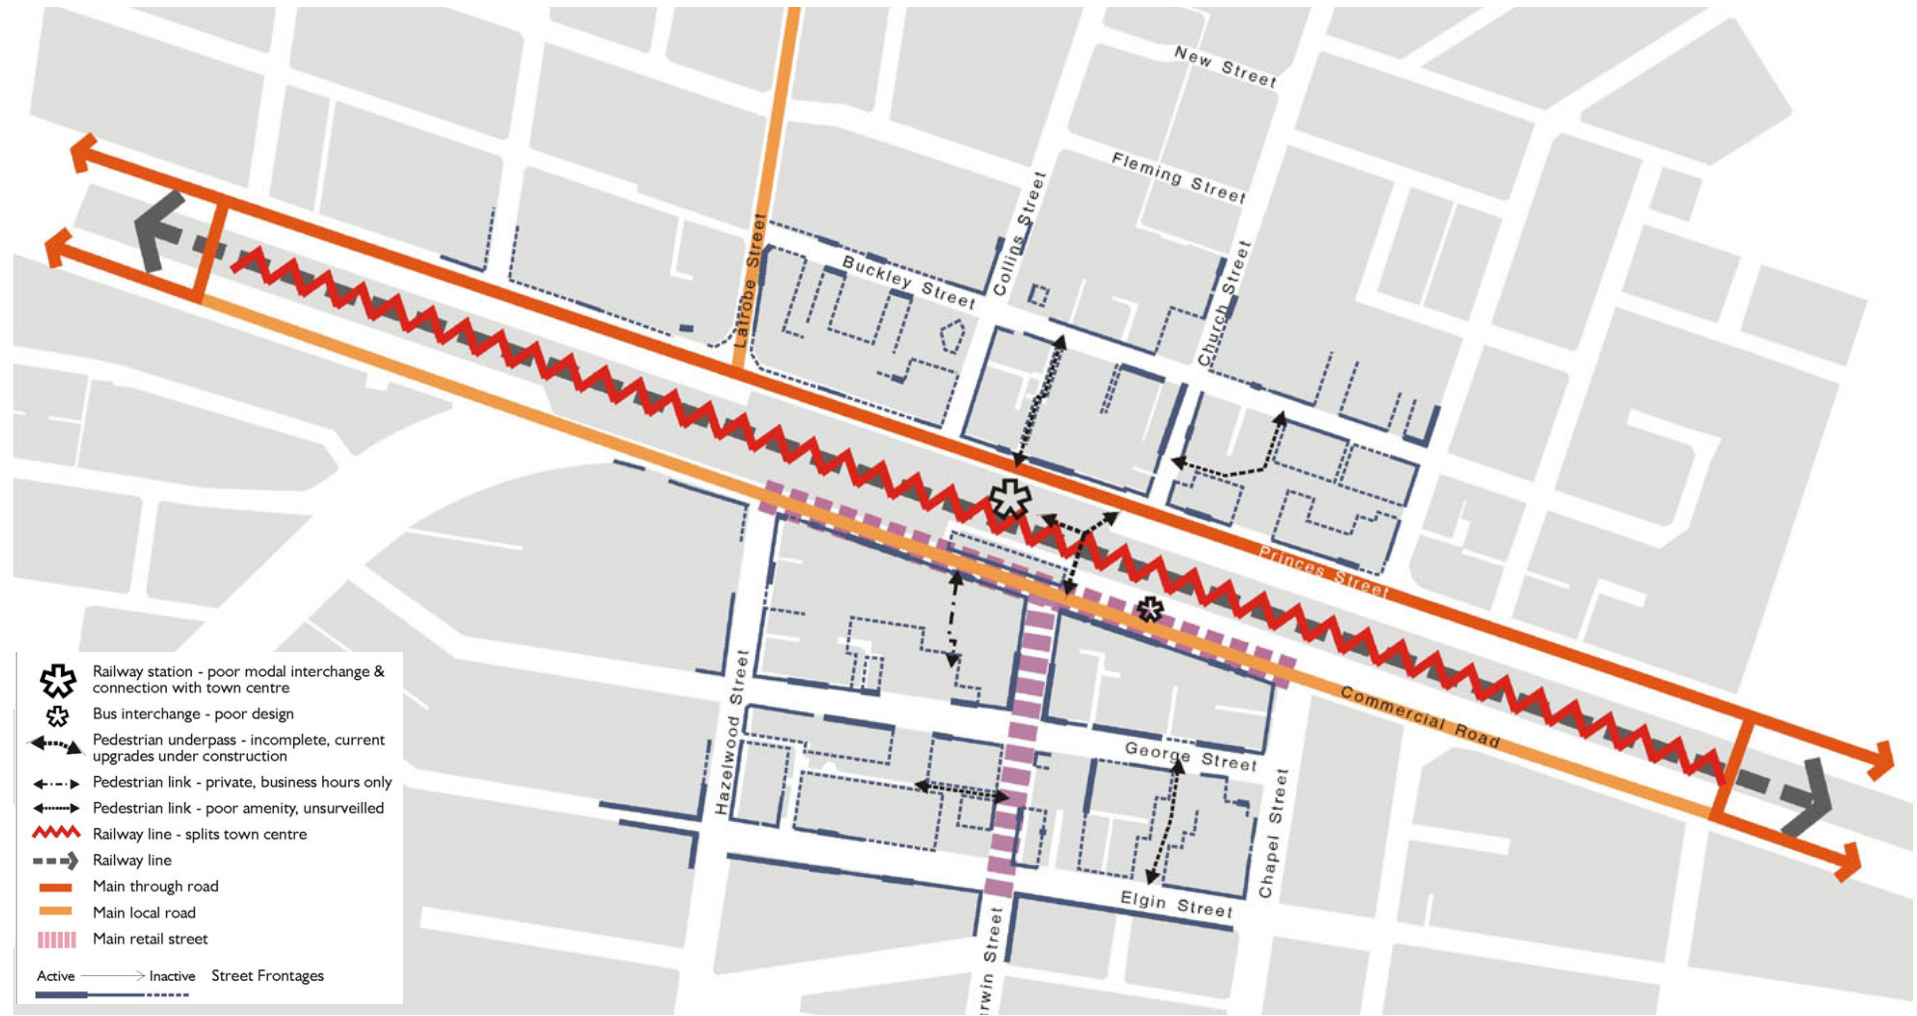 New Street
Fleming Street
Collins Street
Church Street
Latrobe Street
Buckley Street
Princes Street
Commercial Road
Hazelwood Street
George Street
Chapel Street
Elgin Street
rwin Street
Railway station - poor modal interchange &
connection with town centre
Bus interchange - poor design
Pedestrian underpass - incomplete, current
upgrades under construction
Pedestrian link - private, business hours only
Pedestrian link - poor amenity, unsurveilled
Railway line - splits town centre
Railway line
Main through road
Main local road
Main retail street
Active Inactive Street Frontages